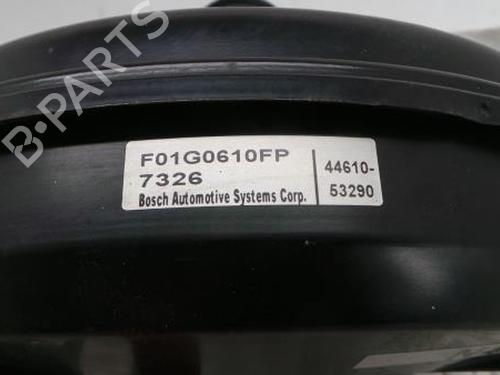 B-PARTS
F01G0610FP
7326
Bosch Automotive Systems Corp.
44610-
53290